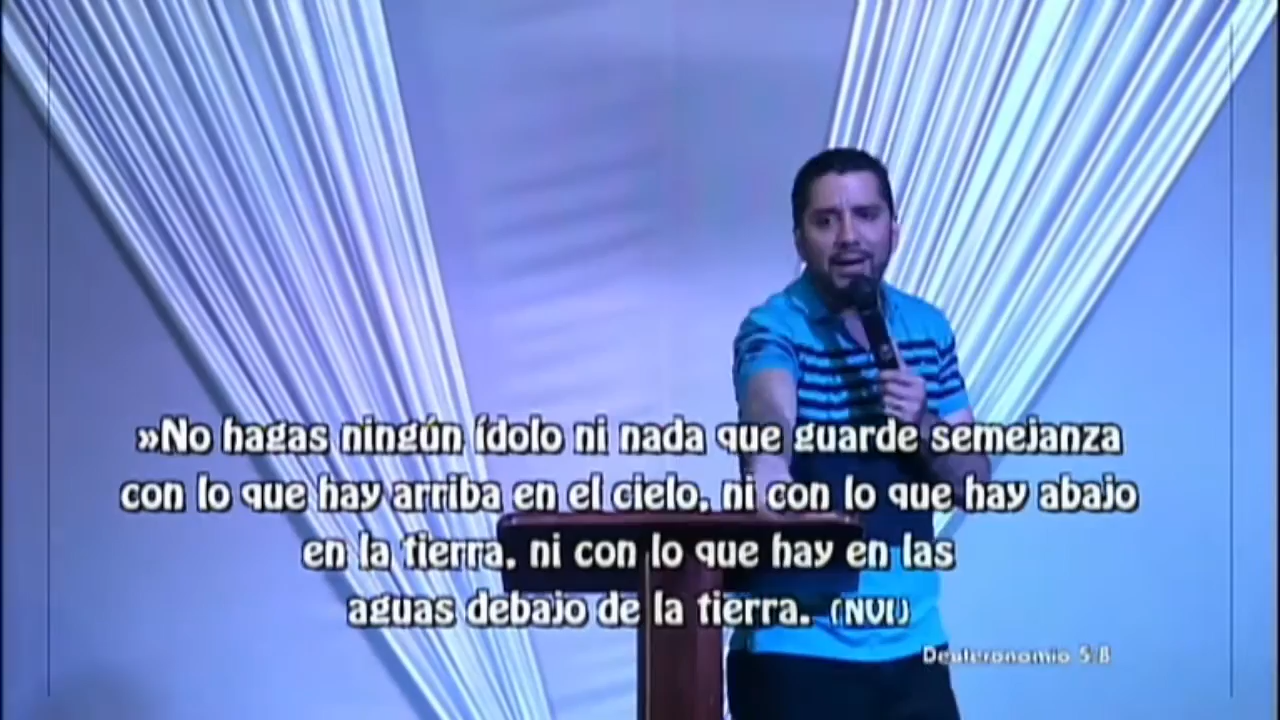 »No hagas ningún ídolo ni nada que guarde semejanza
con lo que hay arriba en el cielo, ni con lo que hay abajo
en la tierra, ni con lo que hay en las
aguas debajo de la tierra. (NVI)
Deuteronomio 5:8